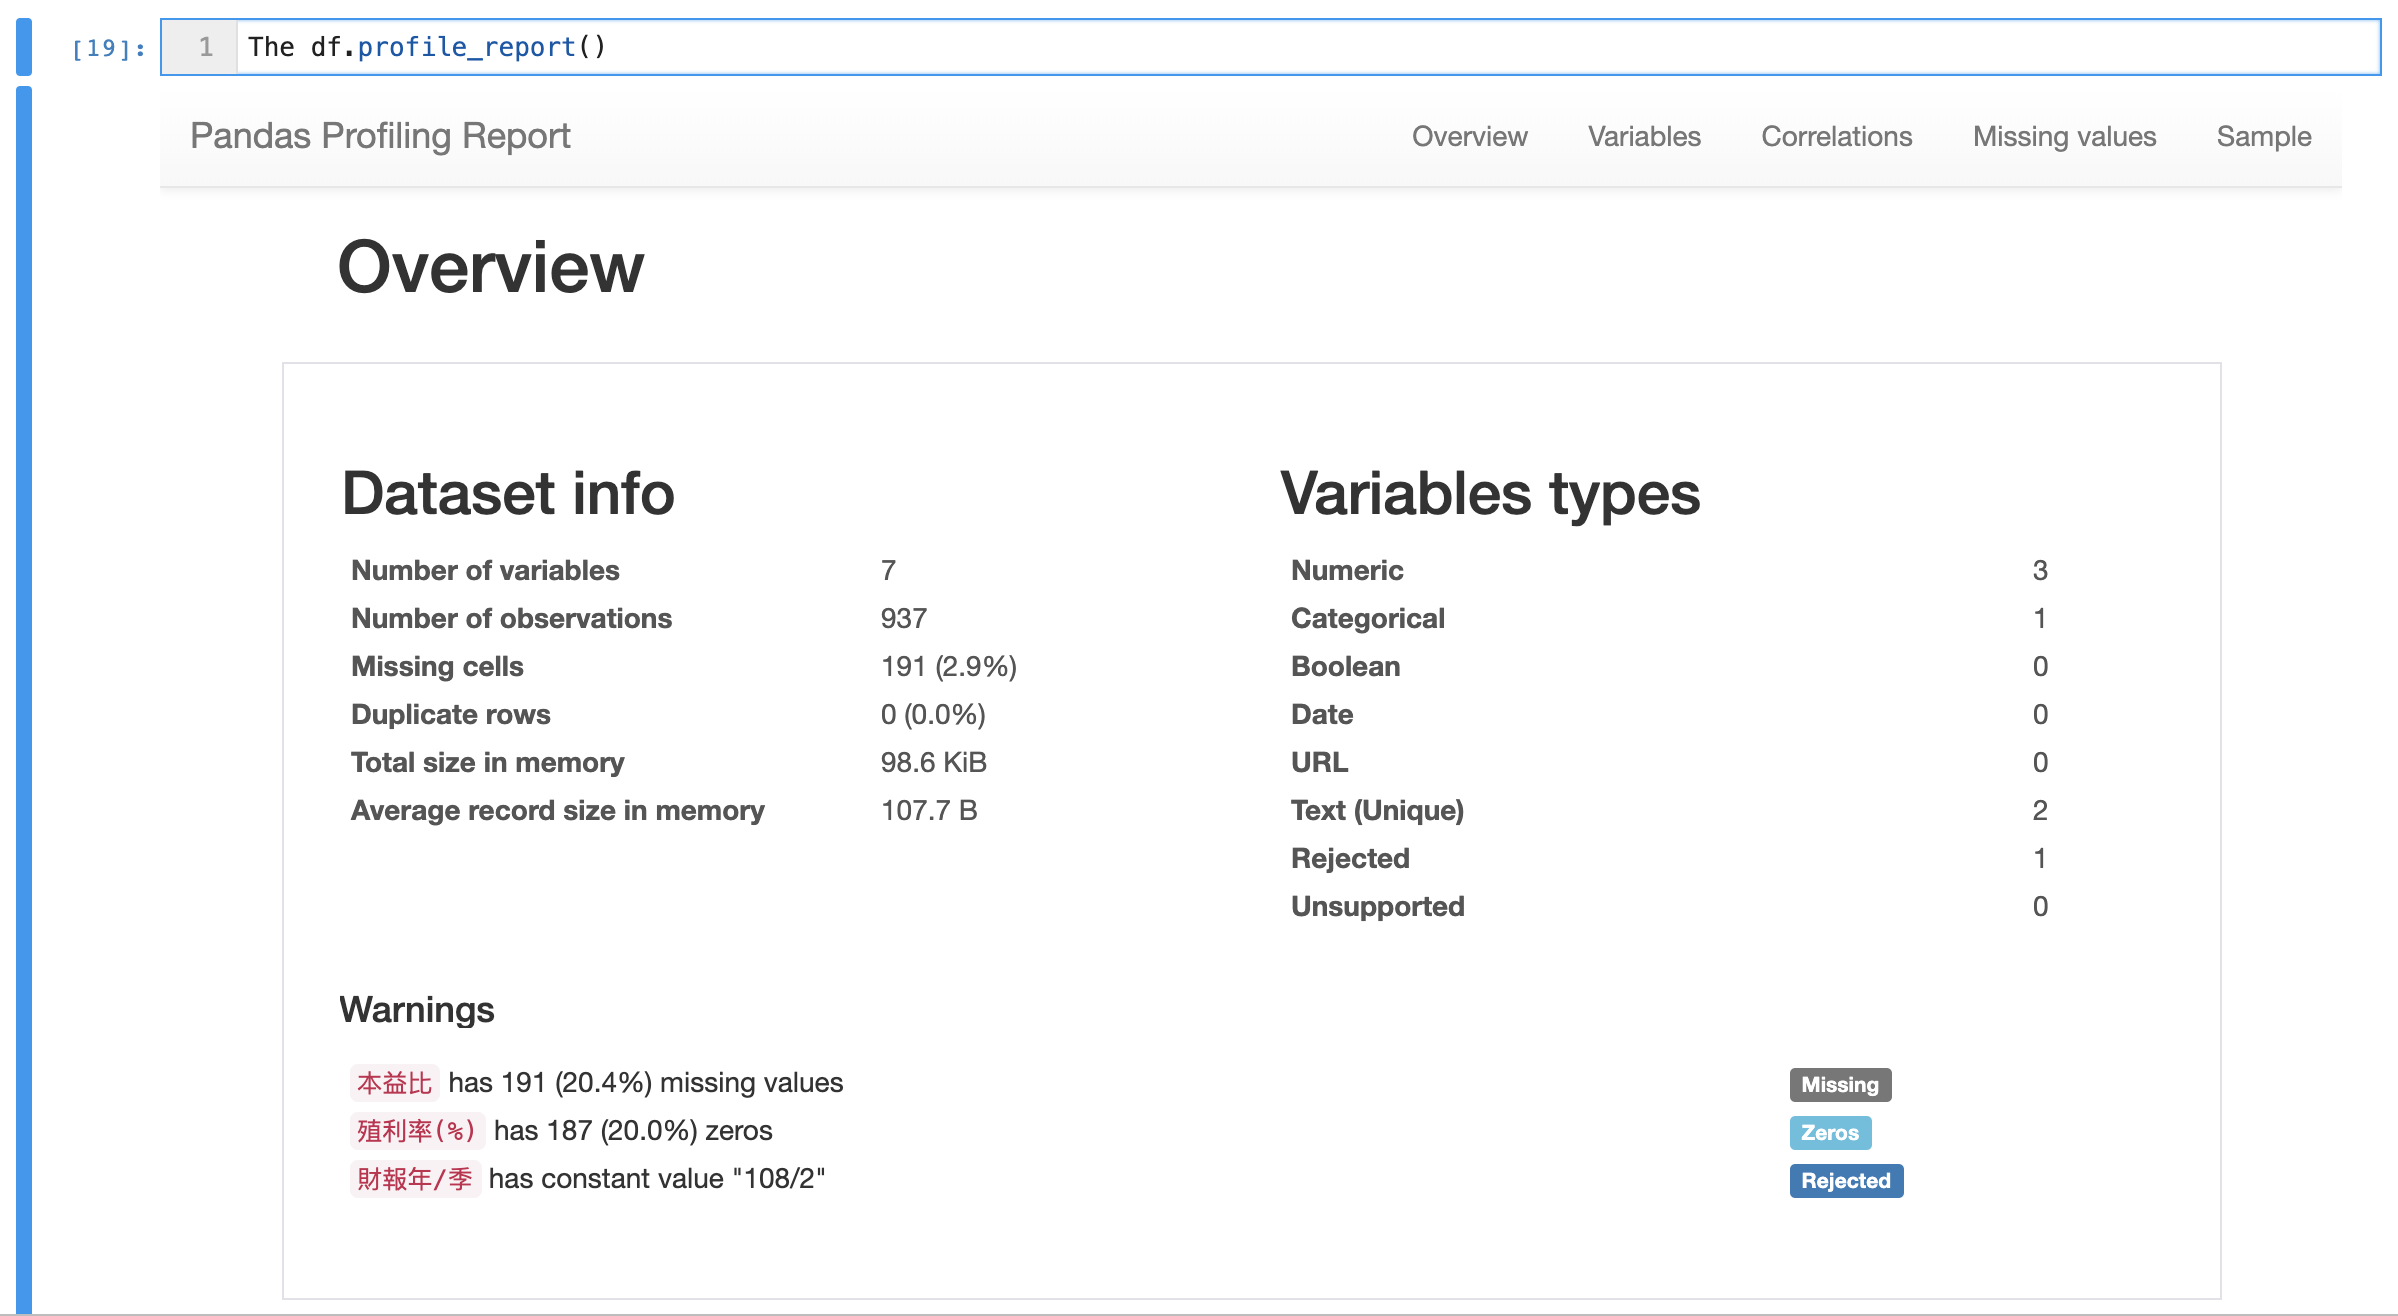 [19]: 1 The df.profile_report()
Pandas Profiling Report Overview Variables Correlations Missing values Sample
Overview
Dataset info
Number of variables 7
Number of observations 937
Missing cells 191 (2.9%)
Duplicate rows 0 (0.0%)
Total size in memory 98.6 KiB
Average record size in memory 107.7 B
Variables types
Numeric 3
Categorical 1
Boolean 0
Date 0
URL 0
Text (Unique) 2
Rejected 1
Unsupported 0
Warnings
本益比 has 191 (20.4%) missing values Missing
殖利率(%) has 187 (20.0%) zeros Zeros
財報年/季 has constant value "108/2" Rejected